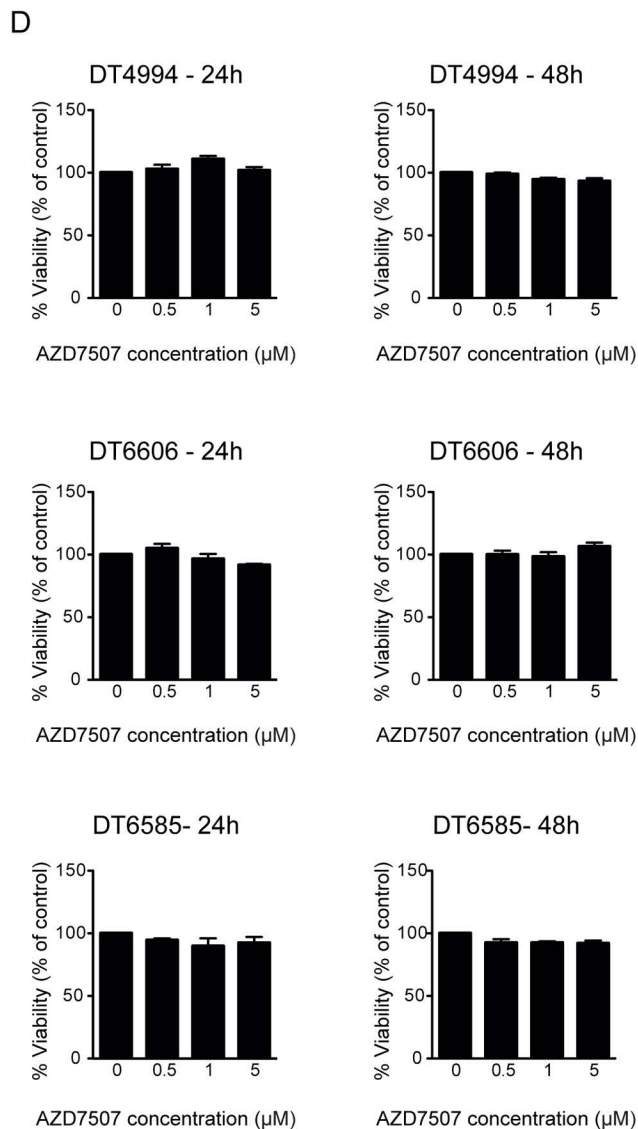 D
DT4994 - 24h
% Viability (% of control)
150
100
50
0
0 0.5 1 5
AZD7507 concentration (µM)
DT4994 - 48h
% Viability (% of control)
150
100
50
0
0 0.5 1 5
AZD7507 concentration (µM)
DT6606 - 24h
% Viability (% of control)
150
100
50
0
0 0.5 1 5
AZD7507 concentration (µM)
DT6606 - 48h
% Viability (% of control)
150
100
50
0
0 0.5 1 5
AZD7507 concentration (µM)
DT6585- 24h
% Viability (% of control)
150
100
50
0
0 0.5 1 5
AZD7507 concentration (µM)
DT6585- 48h
% Viability (% of control)
150
100
50
0
0 0.5 1 5
AZD7507 concentration (µM)